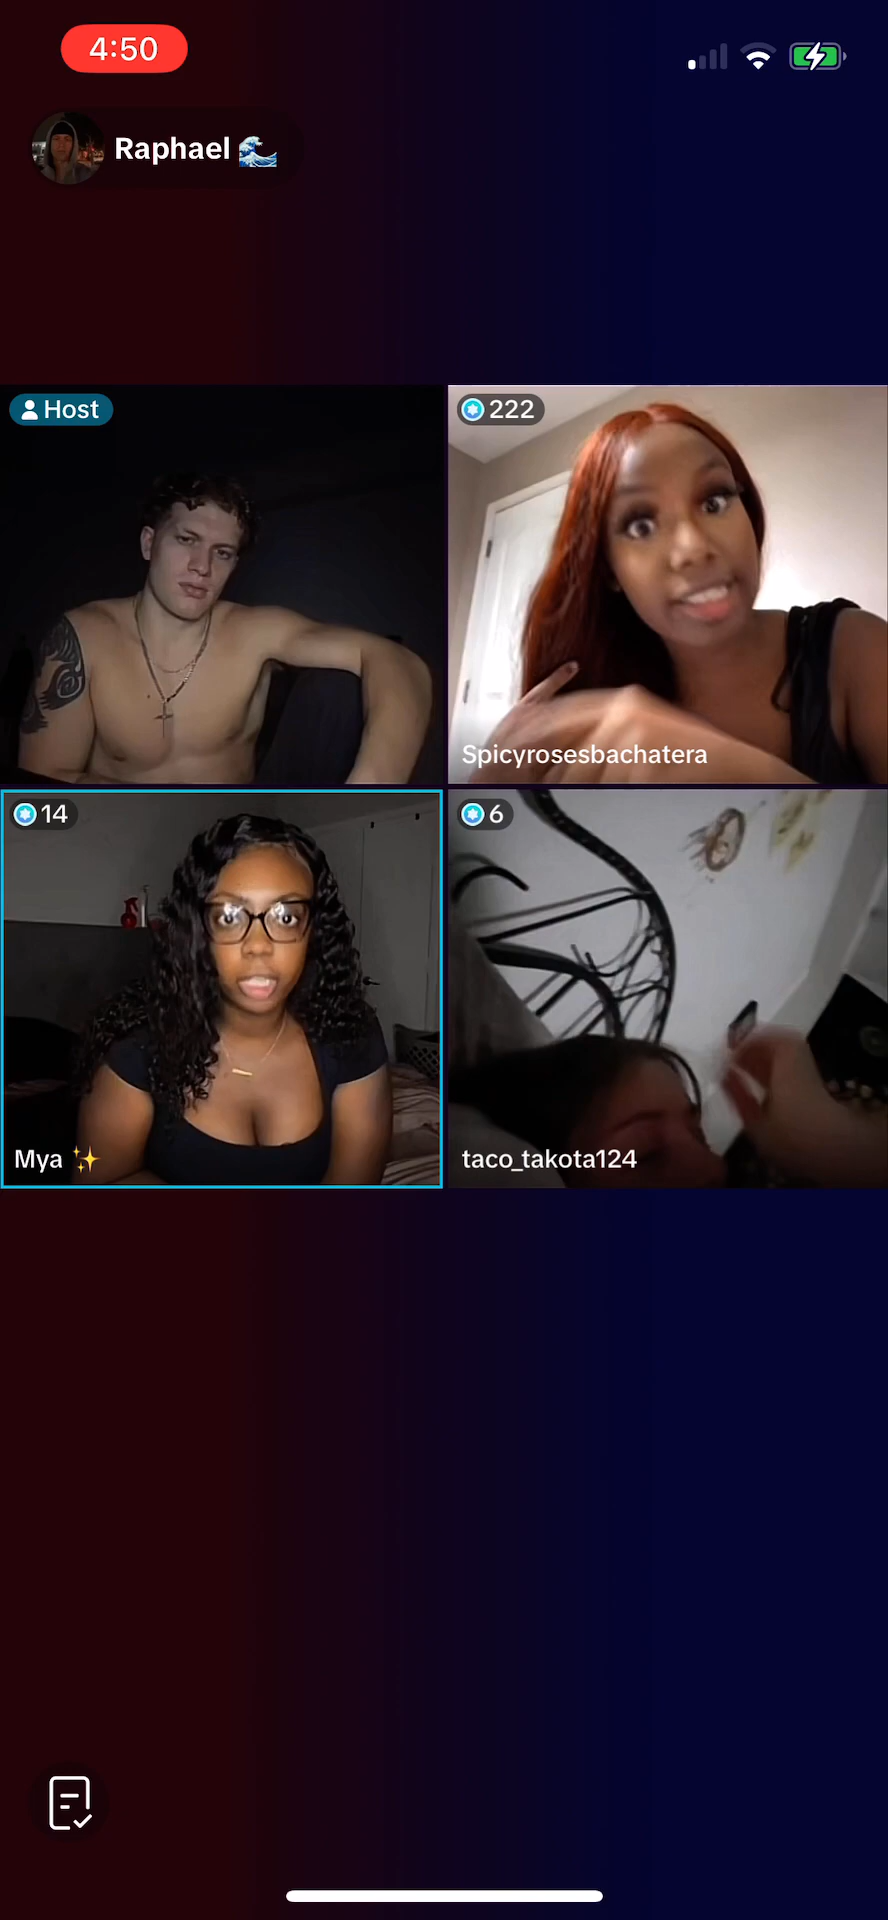 4:50
Raphael 🌊
Host
222
Spicyrosesbachatera
14
6
Mya ✨
taco_takota124